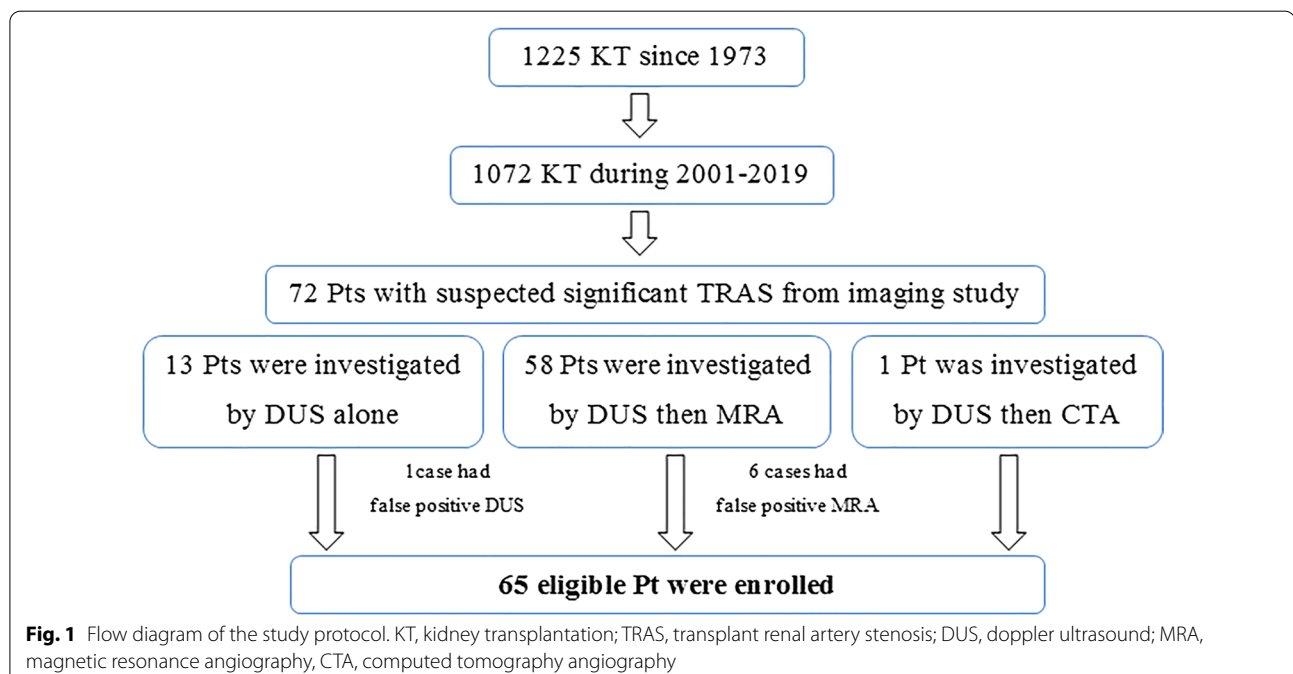 1225 KT since 1973
1072 KT during 2001-2019
72 Pts with suspected significant TRAS from imaging study
13 Pts were investigated
by DUS alone
58 Pts were investigated
by DUS then MRA
1 Pt was investigated
by DUS then CTA
1case had
false positive DUS
6 cases had
false positive MRA
65 eligible Pt were enrolled
Fig. 1 Flow diagram of the study protocol. KT, kidney transplantation; TRAS, transplant renal artery stenosis; DUS, doppler ultrasound; MRA,
magnetic resonance angiography, CTA, computed tomography angiography